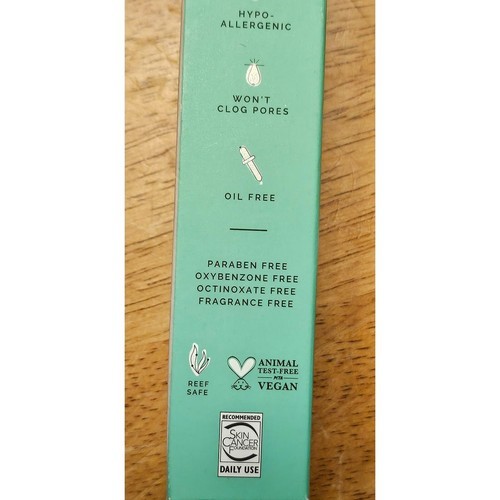 HYPO-
ALLERGENIC
WON'T
CLOG PORES
OIL FREE
PARABEN FREE
OXYBENZONE FREE
OCTINOXATE FREE
FRAGRANCE FREE
REEF
SAFE
ANIMAL
TEST-FREE
PETA
VEGAN
RECOMMENDED
SKIN
CANCER
FOUNDATION
DAILY USE